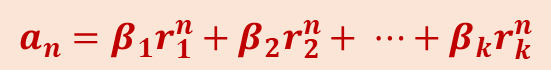 aₙ = β₁r₁ⁿ + β₂r₂ⁿ + ⋯ + βₖrₖⁿ